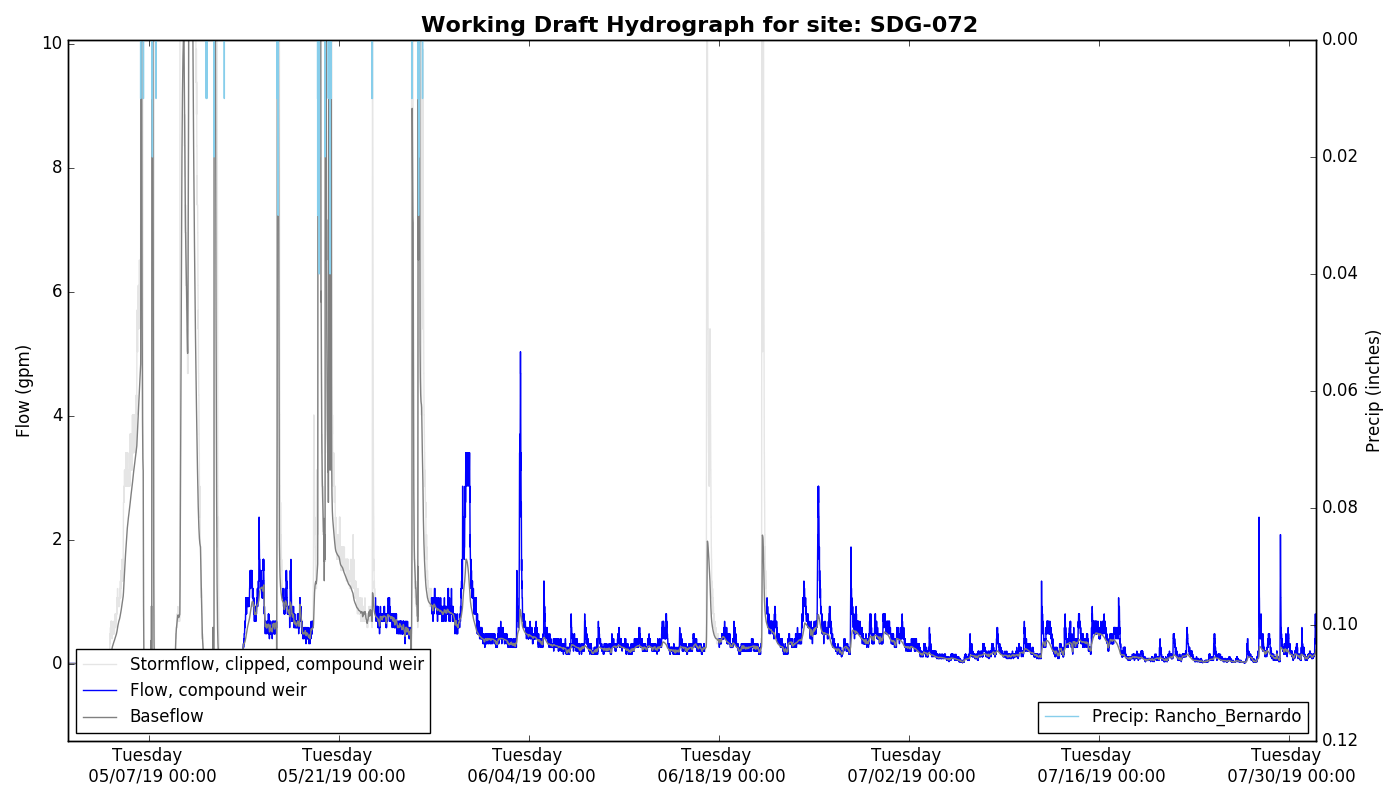 Working Draft Hydrograph for site: SDG-072
10
8
6
4
2
0
Flow (gpm)
0.00
0.02
0.04
0.06
0.08
0.10
0.12
Precip (inches)
Stormflow, clipped, compound weir
Flow, compound weir
Baseflow
Precip: Rancho_Bernardo
Tuesday
05/07/19 00:00
Tuesday
05/21/19 00:00
Tuesday
06/04/19 00:00
Tuesday
06/18/19 00:00
Tuesday
07/02/19 00:00
Tuesday
07/16/19 00:00
Tuesday
07/30/19 00:00